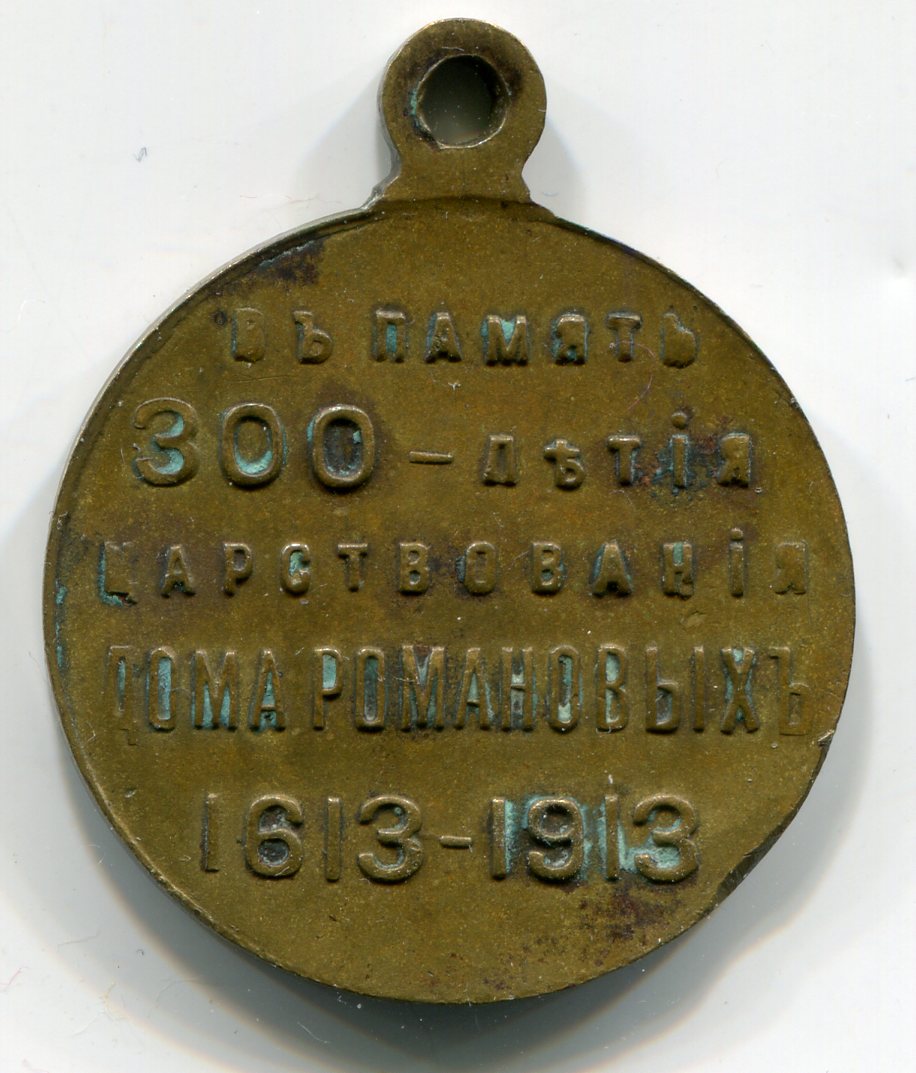 ВЪ ПАМЯТЬ
300-ЛѢТІЯ
ЦАРСТВОВАНІЯ
ДОМА РОМАНОВЫХЪ
1613-1913